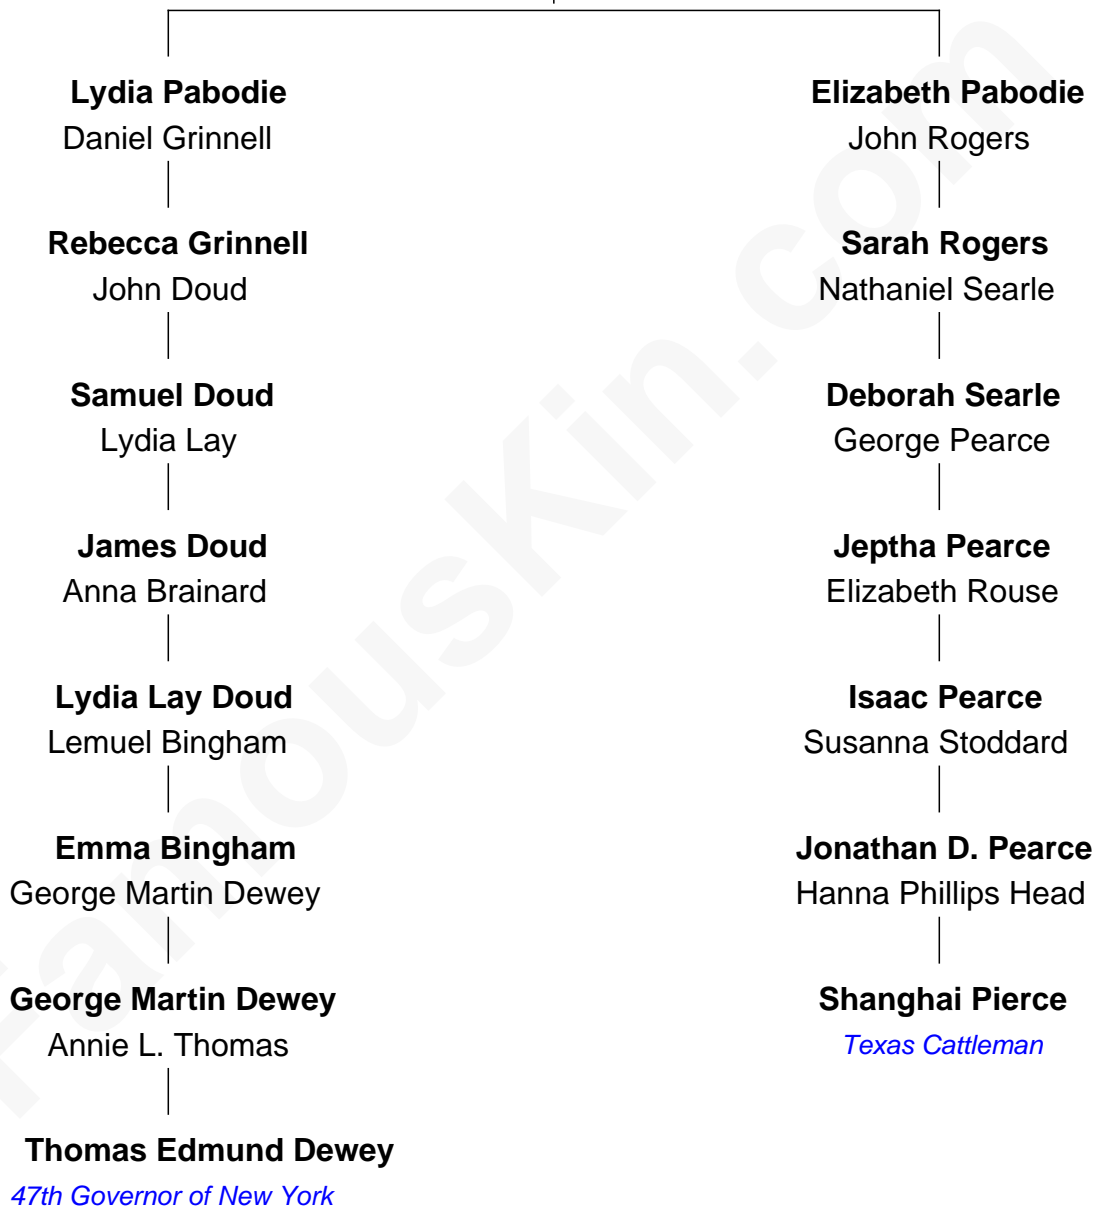 Lydia Pabodie
Daniel Grinnell
Rebecca Grinnell
John Doud
Samuel Doud
Lydia Lay
James Doud
Anna Brainard
Lydia Lay Doud
Lemuel Bingham
Emma Bingham
George Martin Dewey
George Martin Dewey
Annie L. Thomas
Thomas Edmund Dewey
47th Governor of New York
Elizabeth Pabodie
John Rogers
Sarah Rogers
Nathaniel Searle
Deborah Searle
George Pearce
Jeptha Pearce
Elizabeth Rouse
Isaac Pearce
Susanna Stoddard
Jonathan D. Pearce
Hanna Phillips Head
Shanghai Pierce
Texas Cattleman
FamousKin.com